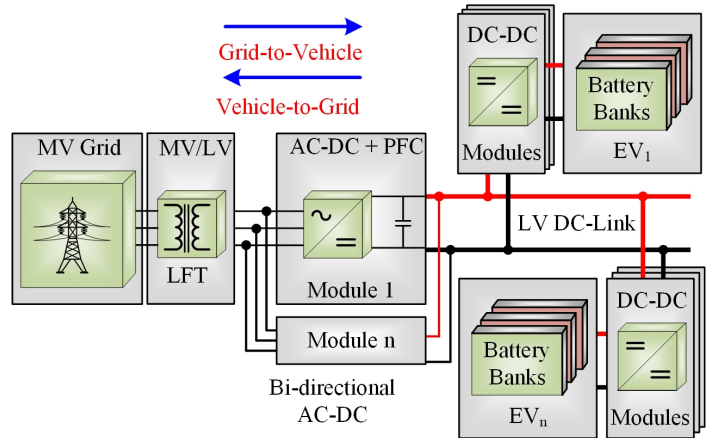 Grid-to-Vehicle
Vehicle-to-Grid
DC-DC
Modules
Battery
Banks
EV1
MV Grid
MV/LV
LFT
AC-DC + PFC
Module 1
LV DC-Link
Module n
Bi-directional
AC-DC
Battery
Banks
EVn
DC-DC
Modules